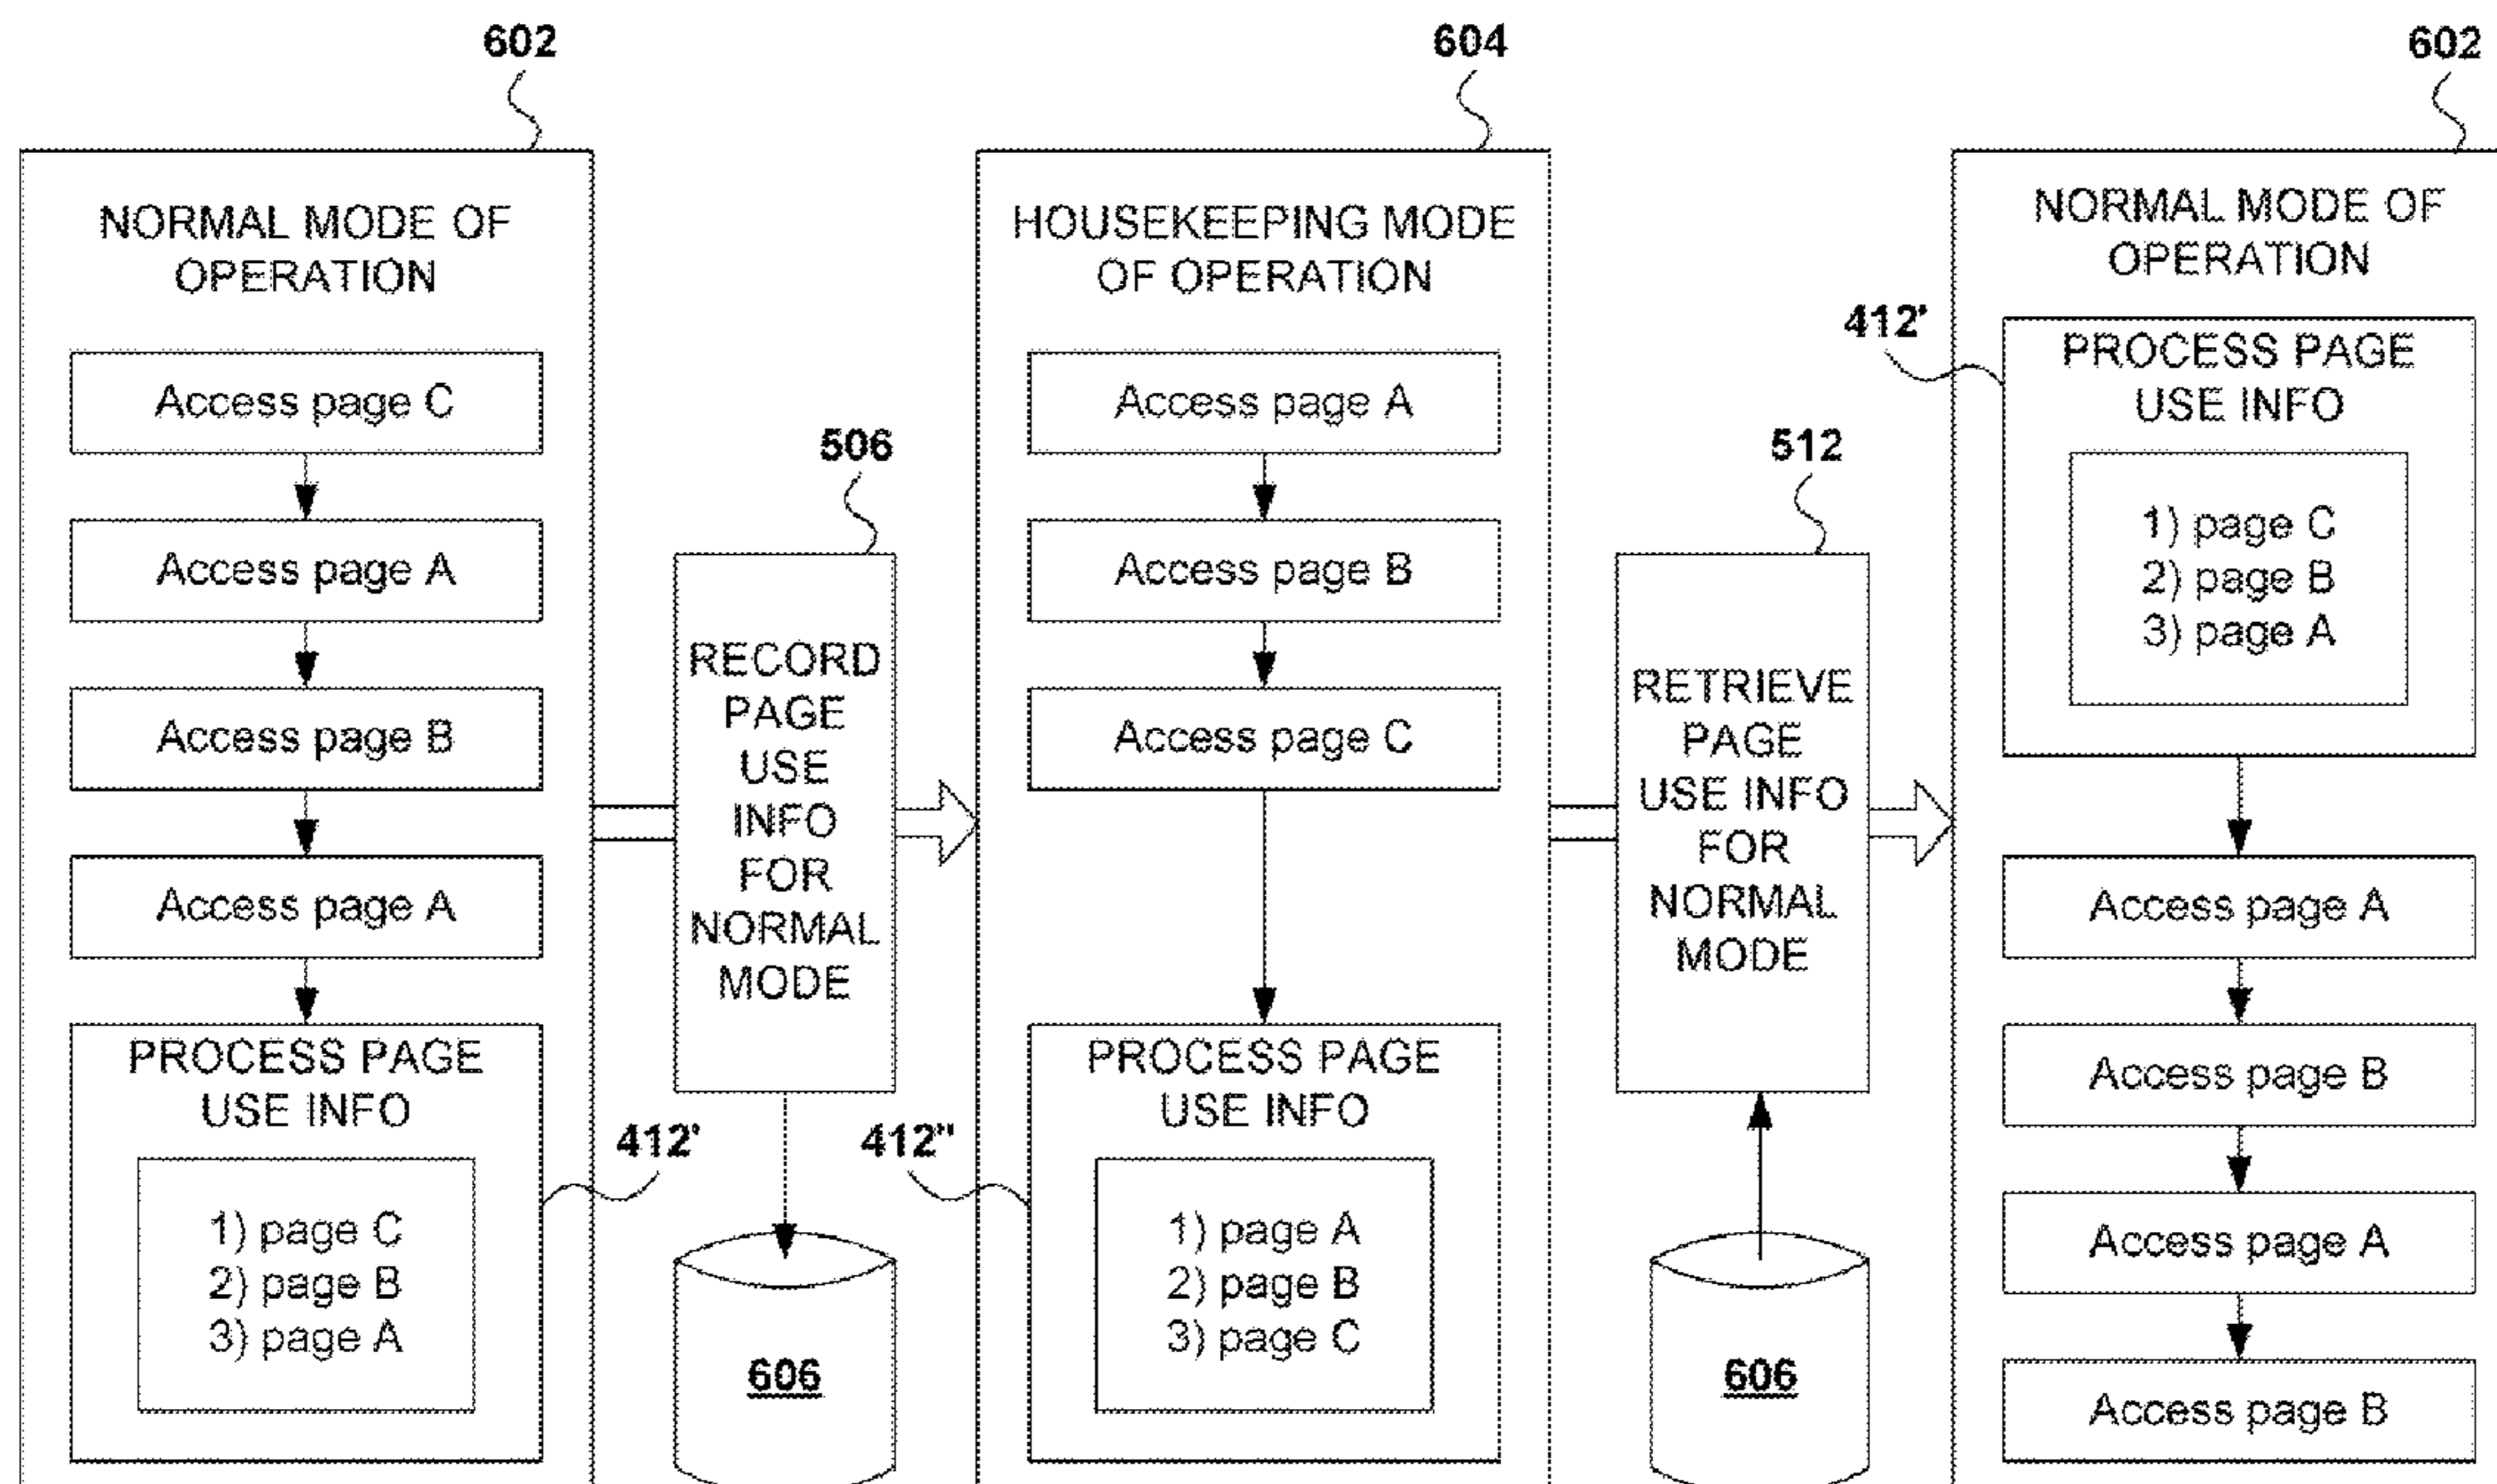 602
604
602
NORMAL MODE OF
OPERATION
Access page C
Access page A
Access page B
Access page A
PROCESS PAGE
USE INFO
1) page C
2) page B
3) page A
412'
506
RECORD
PAGE
USE
INFO
FOR
NORMAL
MODE
606
HOUSEKEEPING MODE
OF OPERATION
Access page A
Access page B
Access page C
412"
PROCESS PAGE
USE INFO
1) page A
2) page B
3) page C
512
RETRIEVE
PAGE
USE INFO
FOR
NORMAL
MODE
606
NORMAL MODE OF
OPERATION
412'
PROCESS PAGE
USE INFO
1) page C
2) page B
3) page A
Access page A
Access page B
Access page A
Access page B